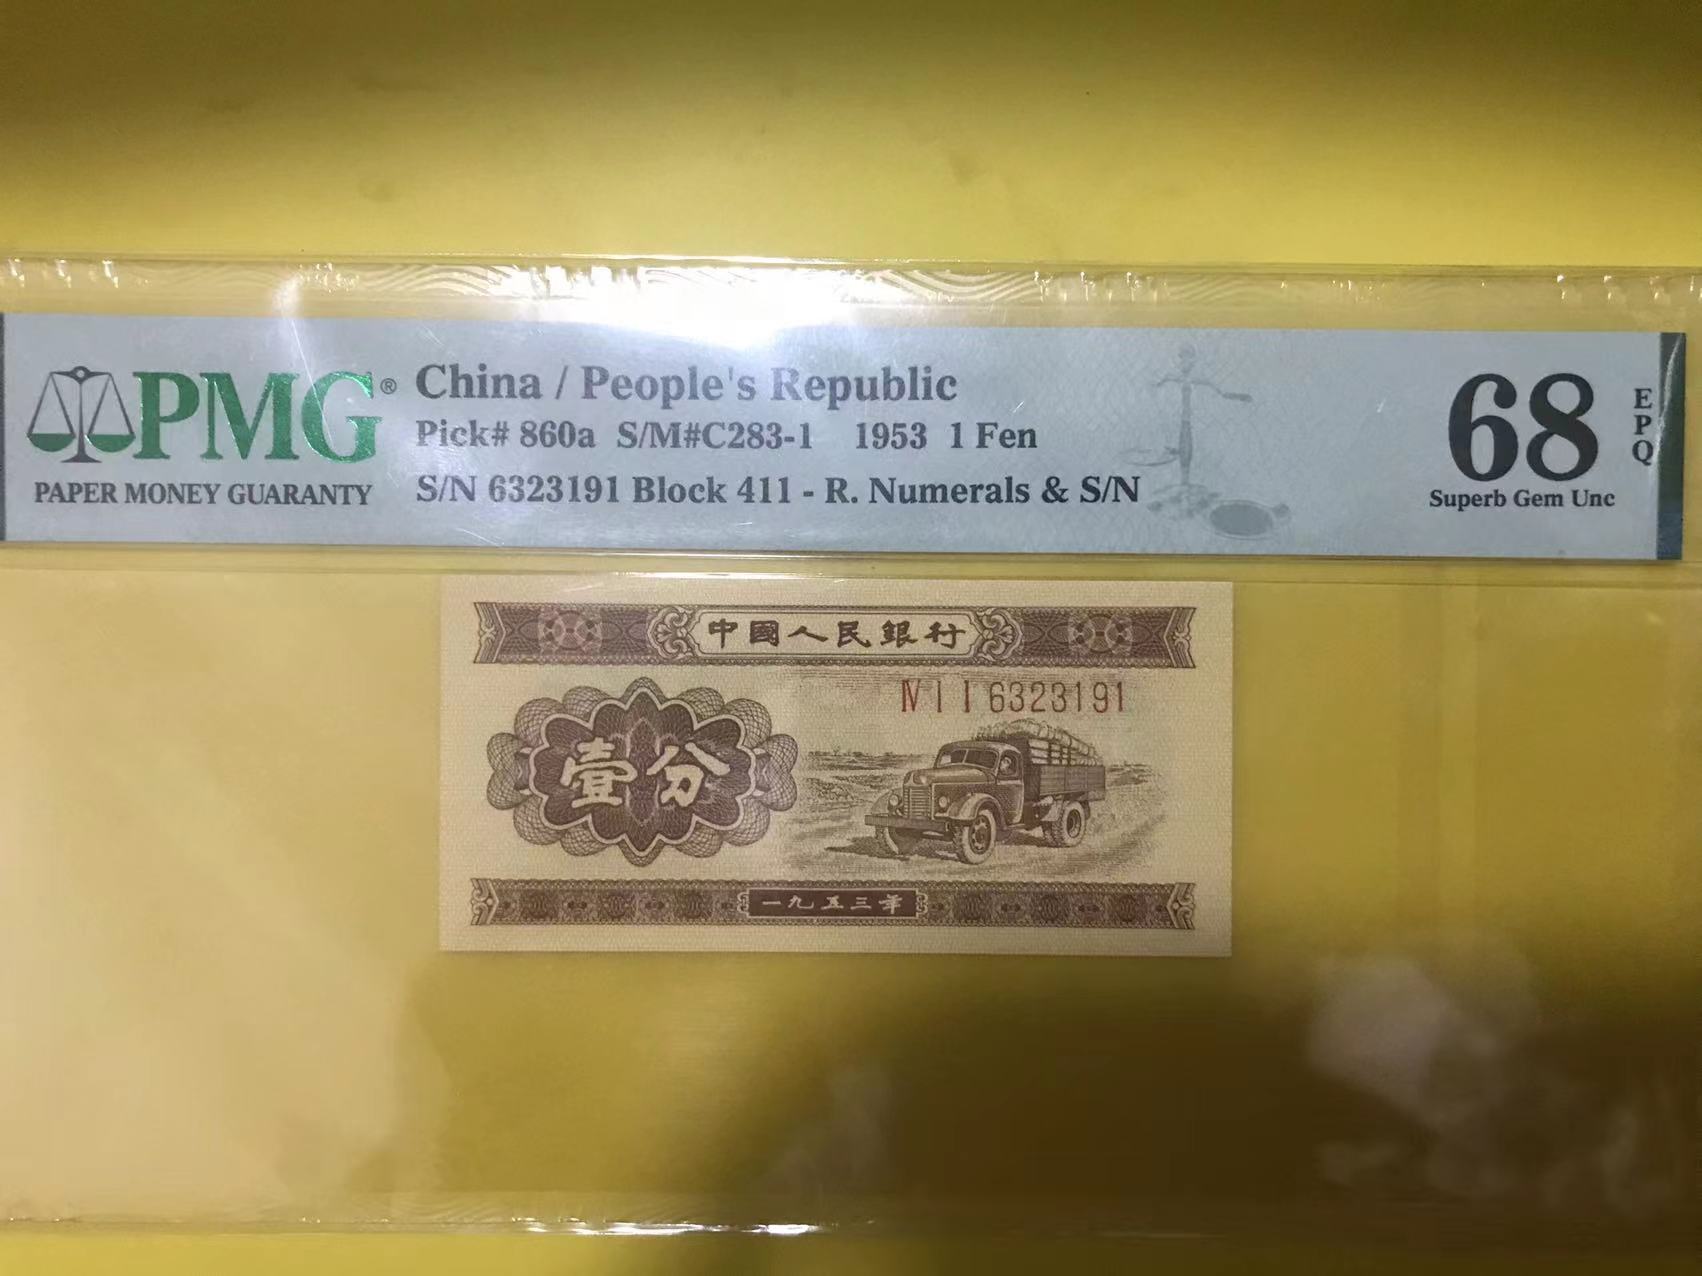 PMG®
PAPER MONEY GUARANTY
China / People's Republic
Pick# 860a S/M#C283-1 1953 1 Fen
S/N 6323191 Block 411 - R. Numerals & S/N
68
EPQ
Superb Gem Unc
中國人民銀行
Ⅳ Ⅰ Ⅰ 6323191
壹分
一九五三年